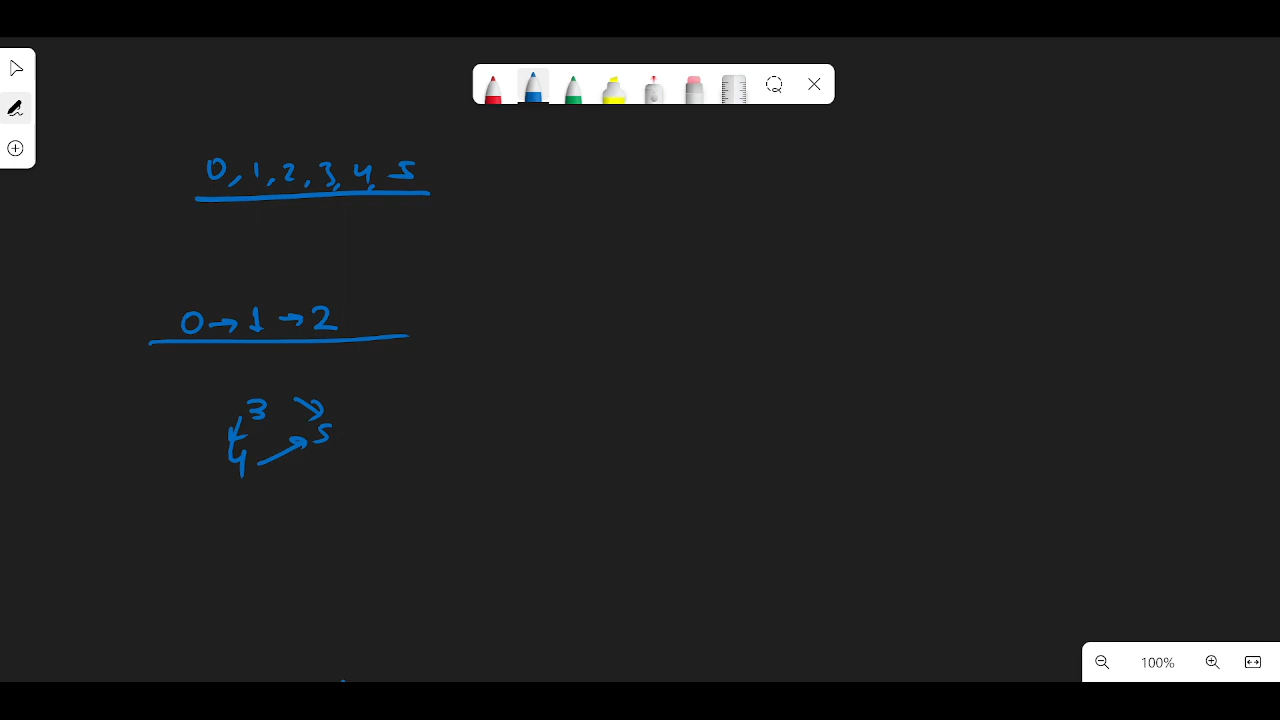 0, 1, 2, 3, 4, 5
0 → 1 → 2
3
5
4
100%